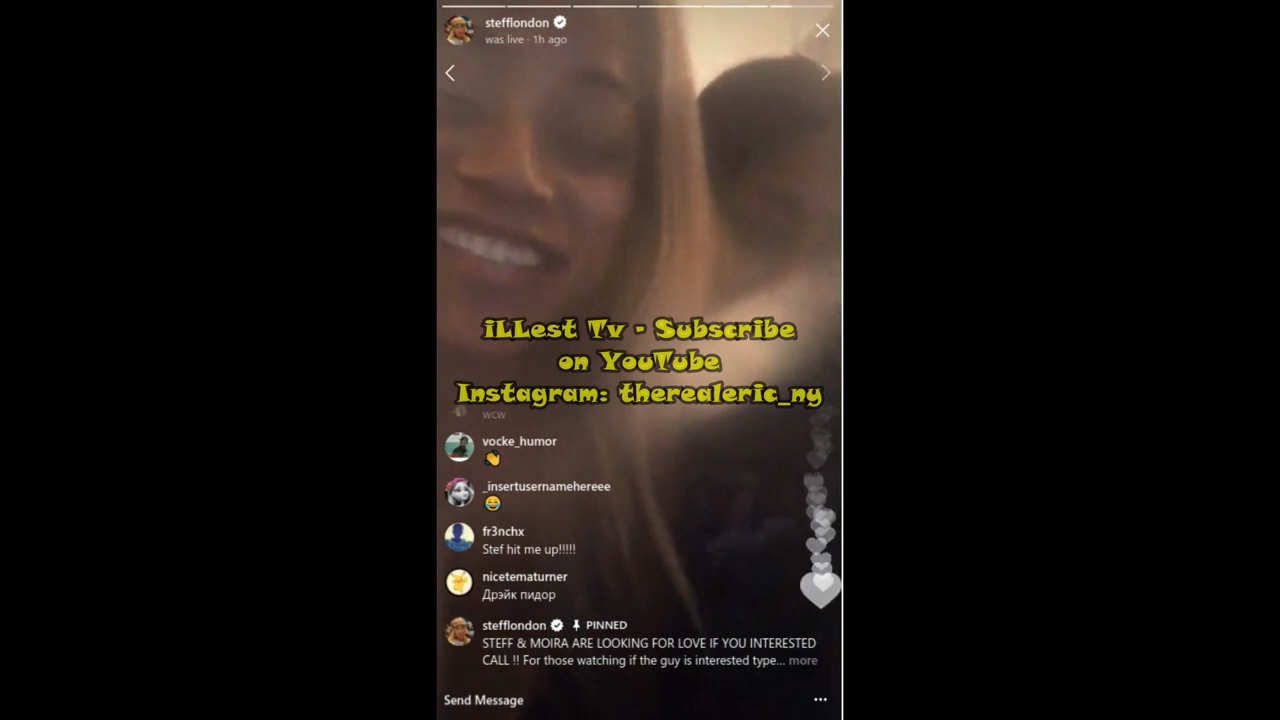 stefflondon
was live · 1h ago
iLLest Tv - Subscribe
on YouTube
Instagram: therealeric_ny
wcw
vocke_humor
👏
_insertusernamehereee
😂
fr3nchx
Stef hit me up!!!!!
nicetematurner
Дрэйк пидор
stefflondon PINNED
STEFF & MOIRA ARE LOOKING FOR LOVE IF YOU INTERESTED
CALL !! For those watching if the guy is interested type... more
Send Message